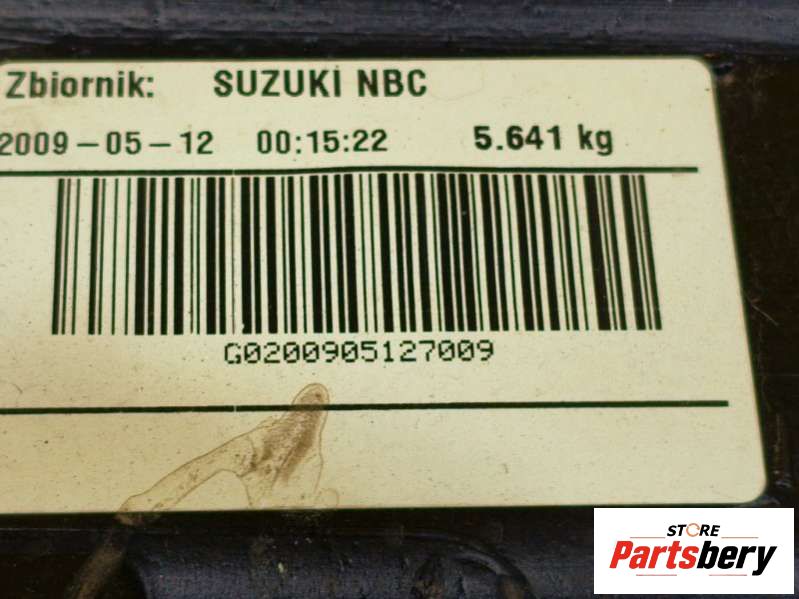 Zbiornik: SUZUKI NBC
2009-05-12 00:15:22 5.641 kg
G0200905127009
STORE
Partsbery